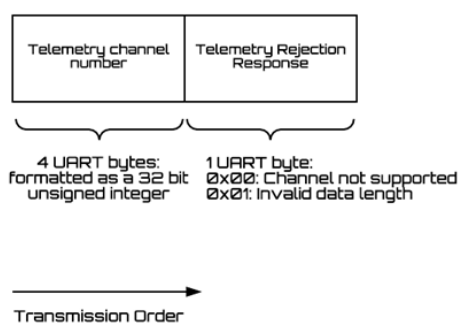 Telemetry channel
number
Telemetry Rejection
Response
4 UART bytes:
formatted as a 32 bit
unsigned integer
1 UART byte:
0x00: Channel not supported
0x01: Invalid data length
Transmission Order